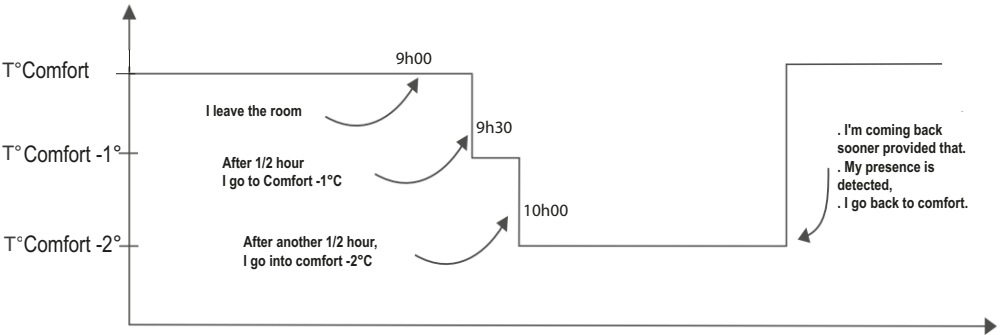 9h00
T°Comfort
I leave the room
9h30
T° Comfort -1°
After 1/2 hour
I go to Comfort -1°C
. I'm coming back
sooner provided that.
. My presence is
detected,
. I go back to comfort.
10h00
T°Comfort -2°
After another 1/2 hour,
I go into comfort -2°C